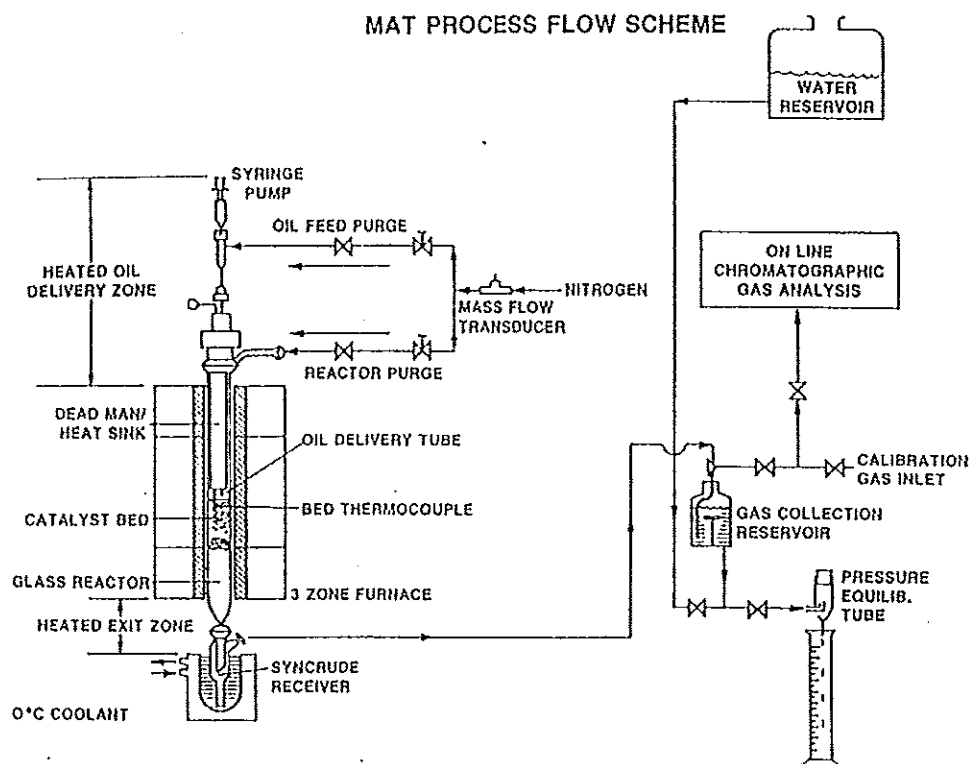 MAT PROCESS FLOW SCHEME
WATER
RESERVOIR
SYRINGE
PUMP
OIL FEED PURGE
HEATED OIL
DELIVERY ZONE
NITROGEN
MASS FLOW
TRANSDUCER
ON LINE
CHROMATOGRAPHIC
GAS ANALYSIS
REACTOR PURGE
DEAD MAN/
HEAT SINK
OIL DELIVERY TUBE
BED THERMOCOUPLE
CATALYST BED
CALIBRATION
GAS INLET
GAS COLLECTION
RESERVOIR
GLASS REACTOR
3 ZONE FURNACE
PRESSURE
EQUILIB.
TUBE
HEATED EXIT ZONE
SYNCRUDE
RECEIVER
0°C COOLANT